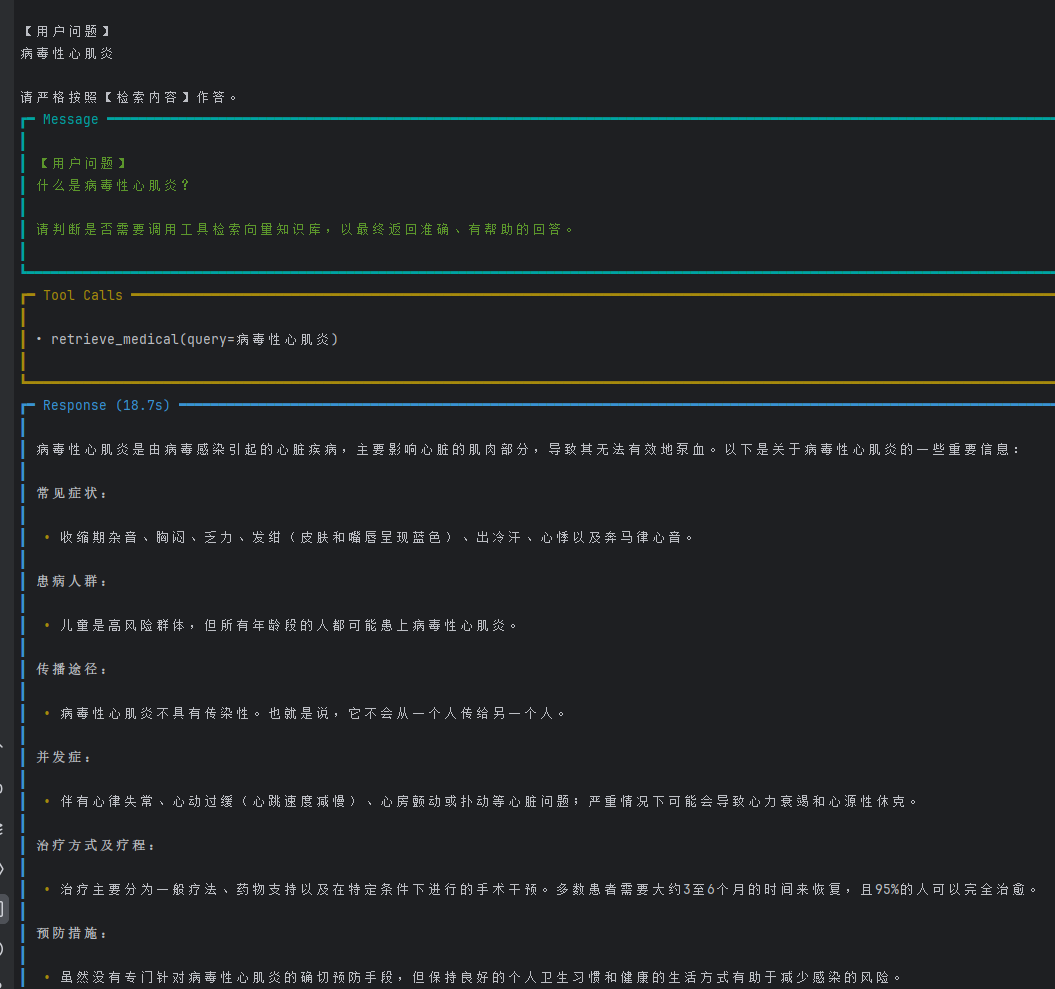 【用户问题】
病毒性心肌炎
请严格按照【检索内容】作答。
Message
【用户问题】
什么是病毒性心肌炎？
请判断是否需要调用工具检索向量知识库，以最终返回准确、有帮助的回答。
Tool Calls
• retrieve_medical(query=病毒性心肌炎)
Response (18.7s)
病毒性心肌炎是由病毒感染引起的心脏疾病，主要影响心脏的肌肉部分，导致其无法有效地泵血。以下是关于病毒性心肌炎的一些重要信息：
常见症状：
• 收缩期杂音、胸闷、乏力、发绀（皮肤和嘴唇呈现蓝色）、出冷汗、心悸以及奔马律心音。
患病人群：
• 儿童是高风险群体，但所有年龄段的人都可能患上病毒性心肌炎。
传播途径：
• 病毒性心肌炎不具有传染性。也就是说，它不会从一个人传给另一个人。
并发症：
• 伴有心律失常、心动过缓（心跳速度减慢）、心房颤动或扑动等心脏问题；严重情况下可能会导致心力衰竭和心源性休克。
治疗方式及疗程：
• 治疗主要分为一般疗法、药物支持以及在特定条件下进行的手术干预。多数患者需要大约3至6个月的时间来恢复，且95%的人可以完全治愈。
预防措施：
• 虽然没有专门针对病毒性心肌炎的确切预防手段，但保持良好的个人卫生习惯和健康的生活方式有助于减少感染的风险。